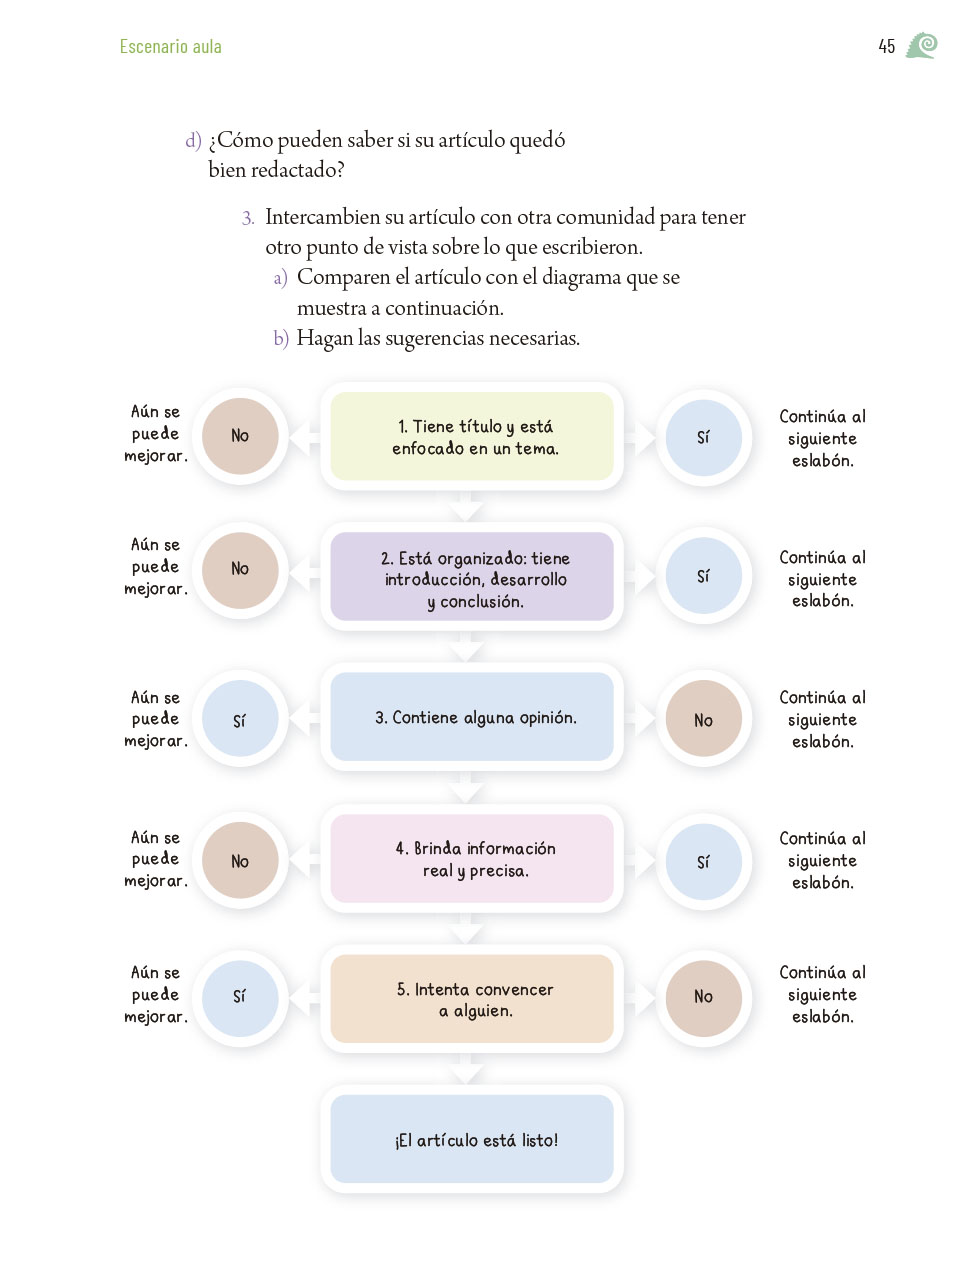 Escenario aula
45
d) ¿Cómo pueden saber si su artículo quedó
bien redactado?
3. Intercambien su artículo con otra comunidad para tener
otro punto de vista sobre lo que escribieron.
a) Comparen el artículo con el diagrama que se
muestra a continuación.
b) Hagan las sugerencias necesarias.
Aún se
puede
mejorar.
No
1. Tiene título y está
enfocado en un tema.
Sí
Continúa al
siguiente
eslabón.
Aún se
puede
mejorar.
No
2. Está organizado: tiene
introducción, desarrollo
y conclusión.
Sí
Continúa al
siguiente
eslabón.
Aún se
puede
mejorar.
Sí
3. Contiene alguna opinión.
No
Continúa al
siguiente
eslabón.
Aún se
puede
mejorar.
No
4. Brinda información
real y precisa.
Sí
Continúa al
siguiente
eslabón.
Aún se
puede
mejorar.
Sí
5. Intenta convencer
a alguien.
No
Continúa al
siguiente
eslabón.
¡El artículo está listo!